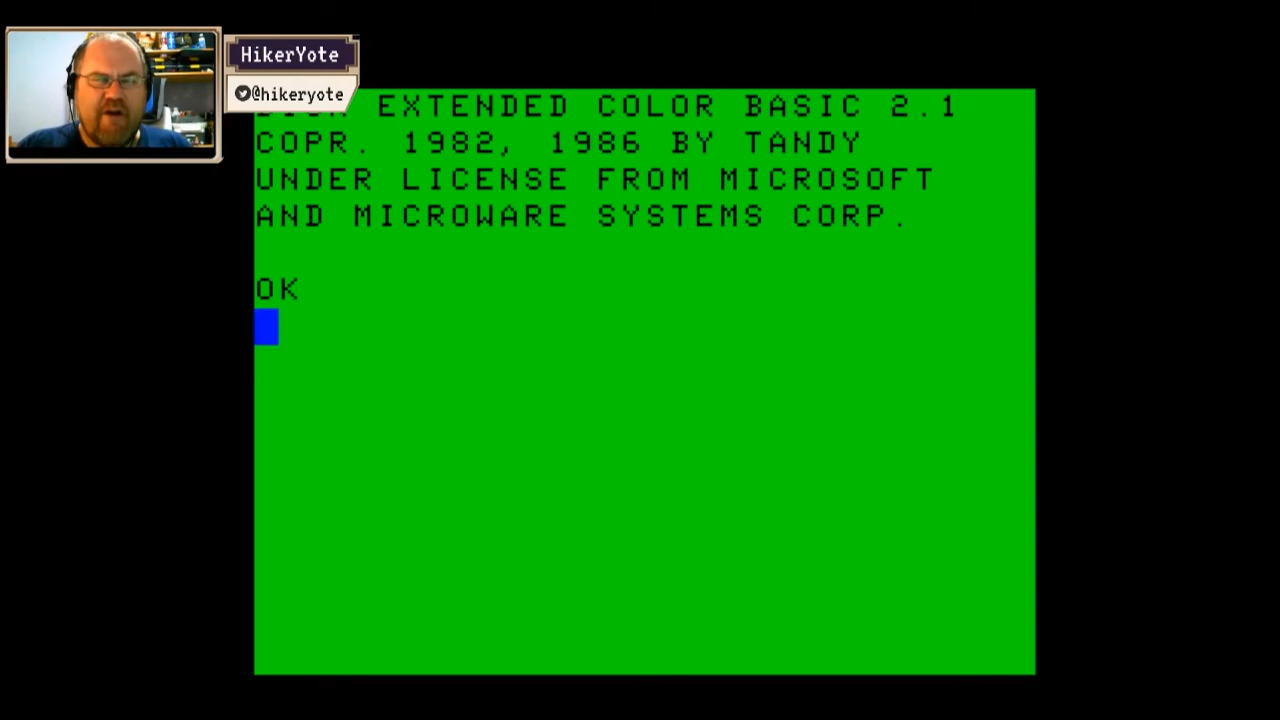 HikerYote
@hikeryote
EXTENDED COLOR BASIC 2.1
COPR. 1982, 1986 BY TANDY
UNDER LICENSE FROM MICROSOFT
AND MICROWARE SYSTEMS CORP.
OK